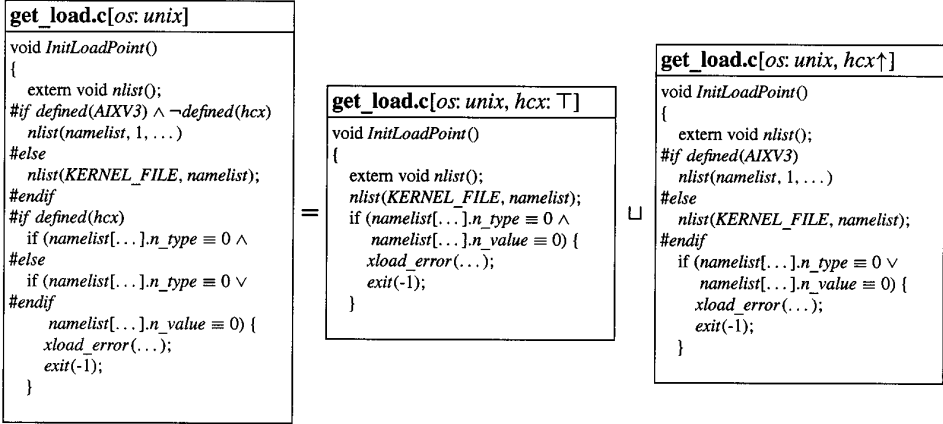 get_load.c[os: unix]
void InitLoadPoint()
{
extern void nlist();
#if defined(AIXV3) ∧ ¬defined(hcx)
nlist(namelist, 1, . . . )
#else
nlist(KERNEL_FILE, namelist);
#endif
#if defined(hcx)
if (namelist[. . . ].n_type ≡ 0 ∧
#else
if (namelist[. . . ].n_type ≡ 0 ∨
#endif
namelist[. . . ].n_value ≡ 0) {
xload_error(. . . );
exit(-1);
}
=
get_load.c[os: unix, hcx: ⊤]
void InitLoadPoint()
{
extern void nlist();
nlist(KERNEL_FILE, namelist);
if (namelist[. . . ].n_type ≡ 0 ∧
namelist[. . . ].n_value ≡ 0) {
xload_error(. . . );
exit(-1);
}
⊔
get_load.c[os: unix, hcx↑]
void InitLoadPoint()
{
extern void nlist();
#if defined(AIXV3)
nlist(namelist, 1, . . . )
#else
nlist(KERNEL_FILE, namelist);
#endif
if (namelist[. . . ].n_type ≡ 0 ∨
namelist[. . . ].n_value ≡ 0) {
xload_error(. . . );
exit(-1);
}